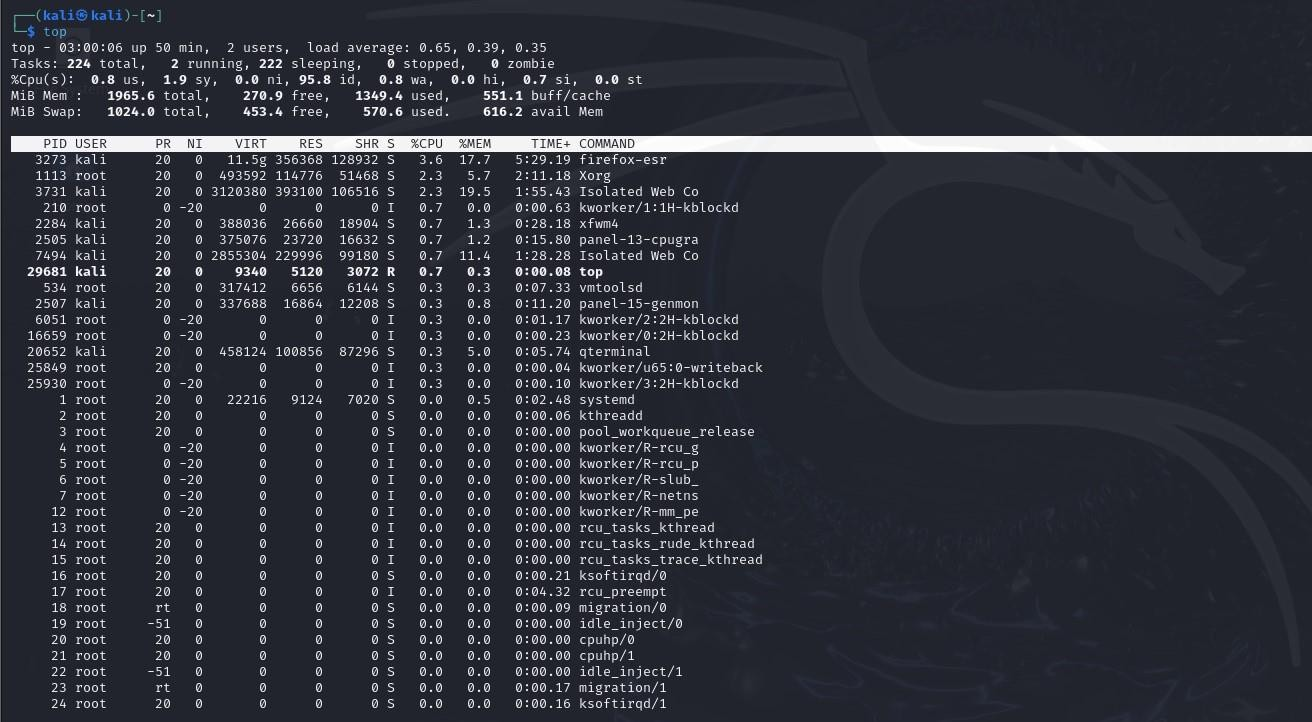 ┌──(kali㉿kali)-[~]
└─$ top
top - 03:00:06 up 50 min,  2 users,  load average: 0.65, 0.39, 0.35
Tasks: 224 total,   2 running, 222 sleeping,   0 stopped,   0 zombie
%Cpu(s):  0.8 us,  1.9 sy,  0.0 ni, 95.8 id,  0.8 wa,  0.0 hi,  0.7 si,  0.0 st
MiB Mem :   1965.6 total,    270.9 free,   1349.4 used,    551.1 buff/cache
MiB Swap:   1024.0 total,    453.4 free,    570.6 used.    616.2 avail Mem
PID USER      PR  NI    VIRT    RES    SHR S  %CPU  %MEM     TIME+ COMMAND
3273 kali      20   0   11.5g 356368 128932 S   3.6  17.7   5:29.19 firefox-esr
1113 root      20   0  493592 114776  51468 S   2.3   5.7   2:11.18 Xorg
3731 kali      20   0 3120380 393100 106516 S   2.3  19.5   1:55.43 Isolated Web Co
210 root       0 -20       0      0      0 I   0.7   0.0   0:00.63 kworker/1:1H-kblockd
2284 kali      20   0  388036  26660  18904 S   0.7   1.3   0:28.18 xfwm4
2505 kali      20   0  375076  23720  16632 S   0.7   1.2   0:15.80 panel-13-cpugra
7494 kali      20   0 2855304 229996  99180 S   0.7  11.4   1:28.28 Isolated Web Co
29681 kali      20   0    9340   5120   3072 R   0.7   0.3   0:00.08 top
534 root      20   0  317412   6656   6144 S   0.3   0.3   0:07.33 vmtoolsd
2507 kali      20   0  337688  16864  12208 S   0.3   0.8   0:11.20 panel-15-genmon
6051 root       0 -20       0      0      0 I   0.3   0.0   0:01.17 kworker/2:2H-kblockd
16659 root       0 -20       0      0      0 I   0.3   0.0   0:00.23 kworker/0:2H-kblockd
20652 kali      20   0  458124 100856  87296 S   0.3   5.0   0:05.74 qterminal
25849 root      20   0       0      0      0 I   0.3   0.0   0:00.04 kworker/u65:0-writeback
25930 root       0 -20       0      0      0 I   0.3   0.0   0:00.10 kworker/3:2H-kblockd
1 root      20   0   22216   9124   7020 S   0.0   0.5   0:02.48 systemd
2 root      20   0       0      0      0 S   0.0   0.0   0:00.06 kthreadd
3 root      20   0       0      0      0 S   0.0   0.0   0:00.00 pool_workqueue_release
4 root       0 -20       0      0      0 I   0.0   0.0   0:00.00 kworker/R-rcu_g
5 root       0 -20       0      0      0 I   0.0   0.0   0:00.00 kworker/R-rcu_p
6 root       0 -20       0      0      0 I   0.0   0.0   0:00.00 kworker/R-slub_
7 root       0 -20       0      0      0 I   0.0   0.0   0:00.00 kworker/R-netns
12 root       0 -20       0      0      0 I   0.0   0.0   0:00.00 kworker/R-mm_pe
13 root      20   0       0      0      0 I   0.0   0.0   0:00.00 rcu_tasks_kthread
14 root      20   0       0      0      0 I   0.0   0.0   0:00.00 rcu_tasks_rude_kthread
15 root      20   0       0      0      0 I   0.0   0.0   0:00.00 rcu_tasks_trace_kthread
16 root      20   0       0      0      0 S   0.0   0.0   0:00.21 ksoftirqd/0
17 root      20   0       0      0      0 I   0.0   0.0   0:04.32 rcu_preempt
18 root      rt   0       0      0      0 S   0.0   0.0   0:00.09 migration/0
19 root     -51   0       0      0      0 S   0.0   0.0   0:00.00 idle_inject/0
20 root      20   0       0      0      0 S   0.0   0.0   0:00.00 cpuhp/0
21 root      20   0       0      0      0 S   0.0   0.0   0:00.00 cpuhp/1
22 root     -51   0       0      0      0 S   0.0   0.0   0:00.00 idle_inject/1
23 root      rt   0       0      0      0 S   0.0   0.0   0:00.17 migration/1
24 root      20   0       0      0      0 S   0.0   0.0   0:00.16 ksoftirqd/1